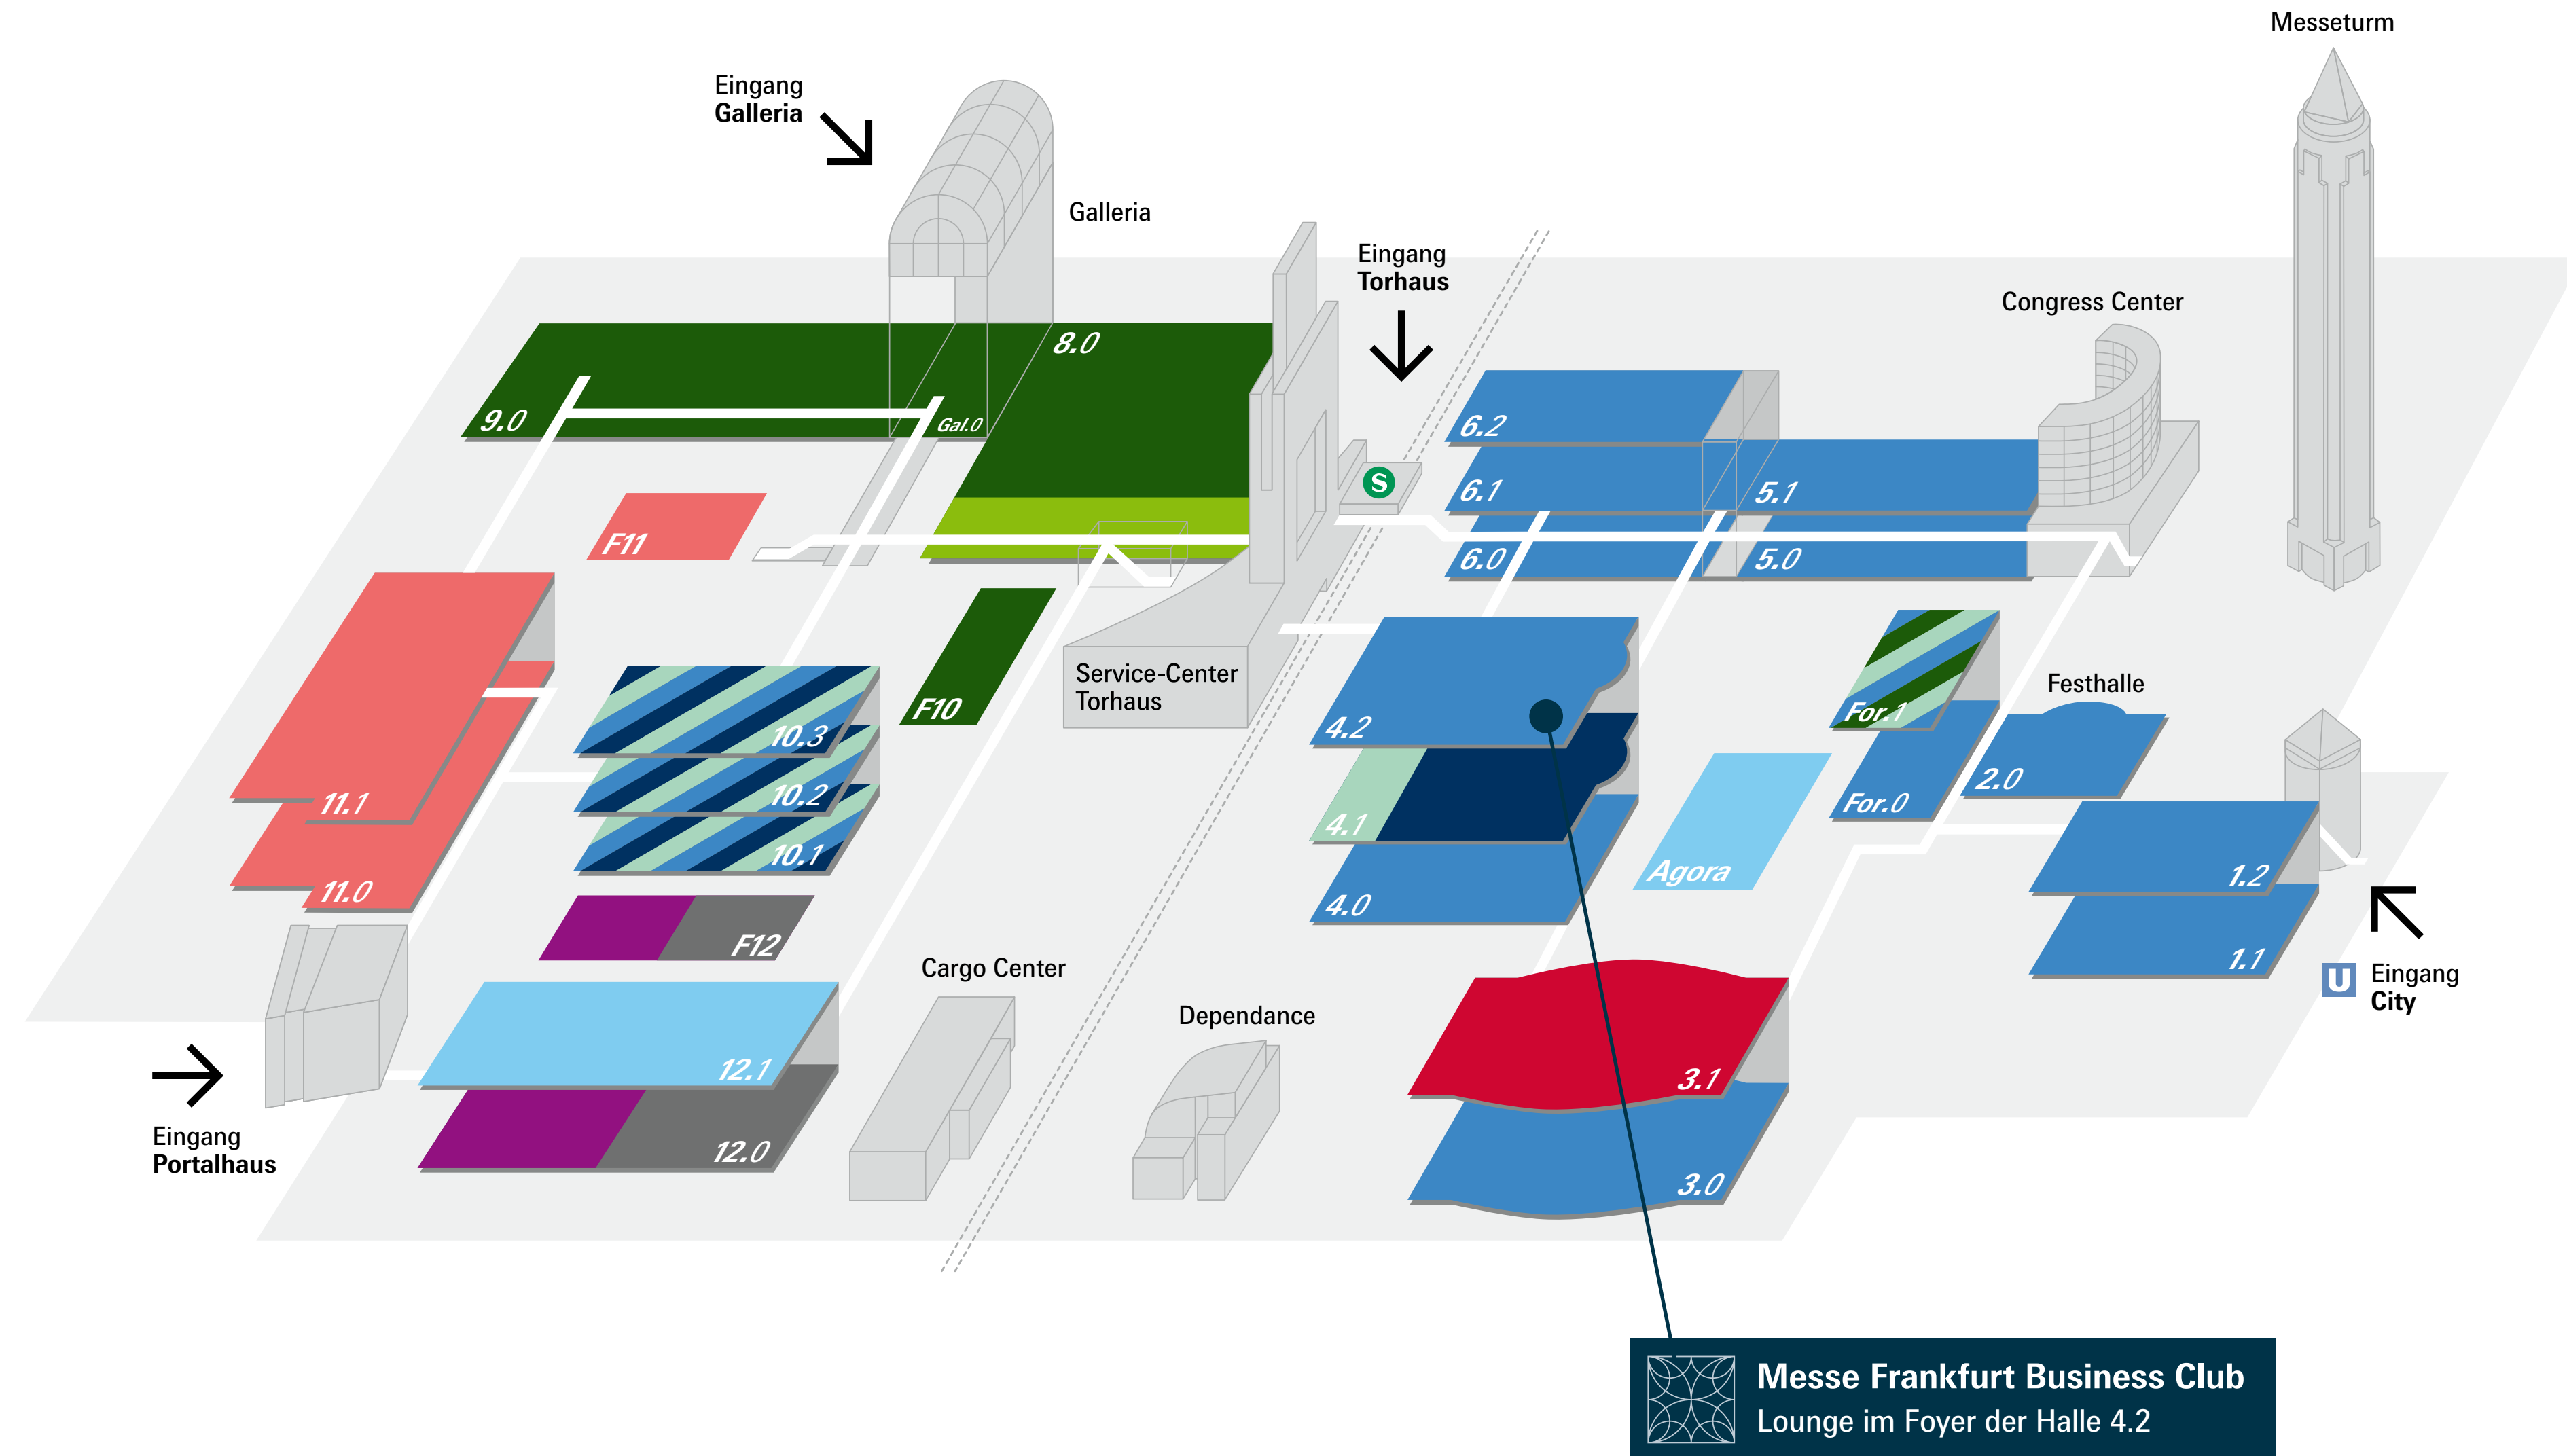 Messeturm
Eingang
Galleria
Galleria
Eingang
Torhaus
Congress Center
8.0
9.0
Gal.0
6.2
6.1
5.1
S
6.0
5.0
F11
F10
Service-Center
Torhaus
Festhalle
For.1
4.2
10.3
2.0
10.2
11.1
For.0
4.1
10.1
Agora
1.2
11.0
4.0
F12
1.1
Cargo Center
U
Eingang
City
Dependance
12.1
3.1
Eingang
Portalhaus
12.0
3.0
Messe Frankfurt Business Club
Lounge im Foyer der Halle 4.2